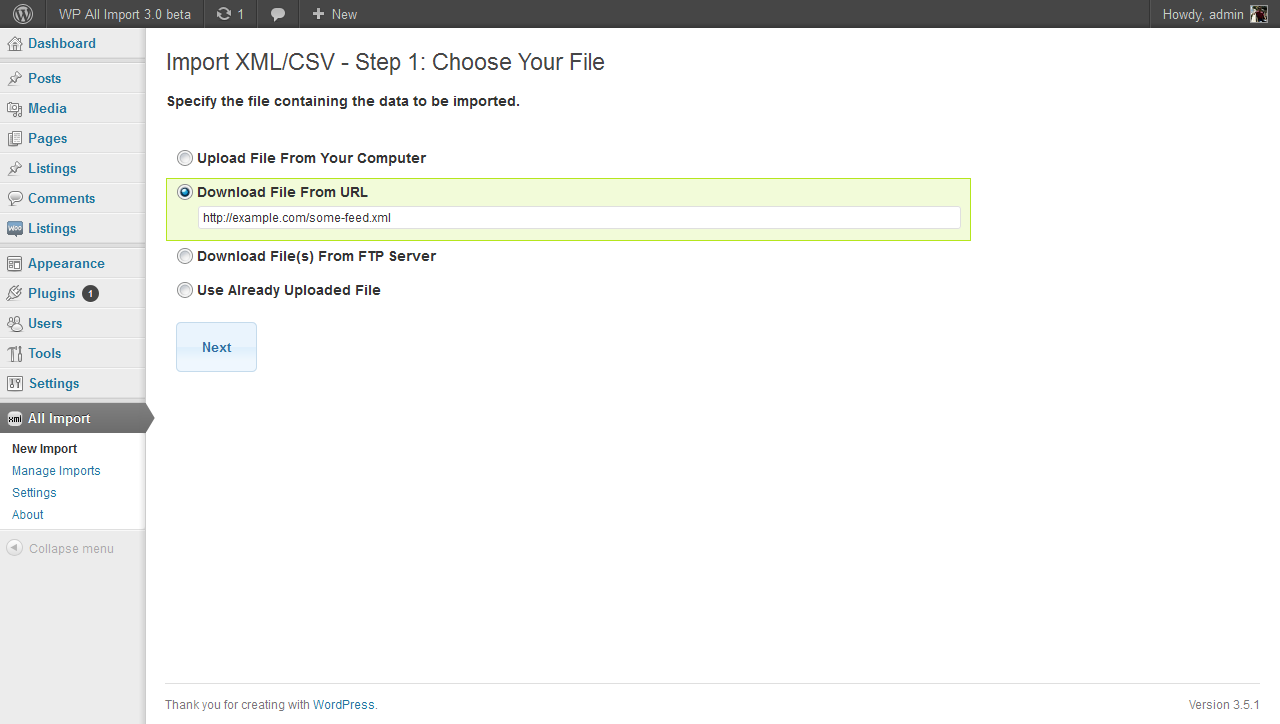 WP All Import 3.0 beta 1 + New Howdy, admin
Dashboard
Posts
Media
Pages
Listings
Comments
Listings
Appearance
Plugins 1
Users
Tools
Settings
xml All Import
New Import
Manage Imports
Settings
About
Collapse menu
Import XML/CSV - Step 1: Choose Your File
Specify the file containing the data to be imported.
Upload File From Your Computer
Download File From URL
http://example.com/some-feed.xml
Download File(s) From FTP Server
Use Already Uploaded File
Next
Thank you for creating with WordPress.
Version 3.5.1